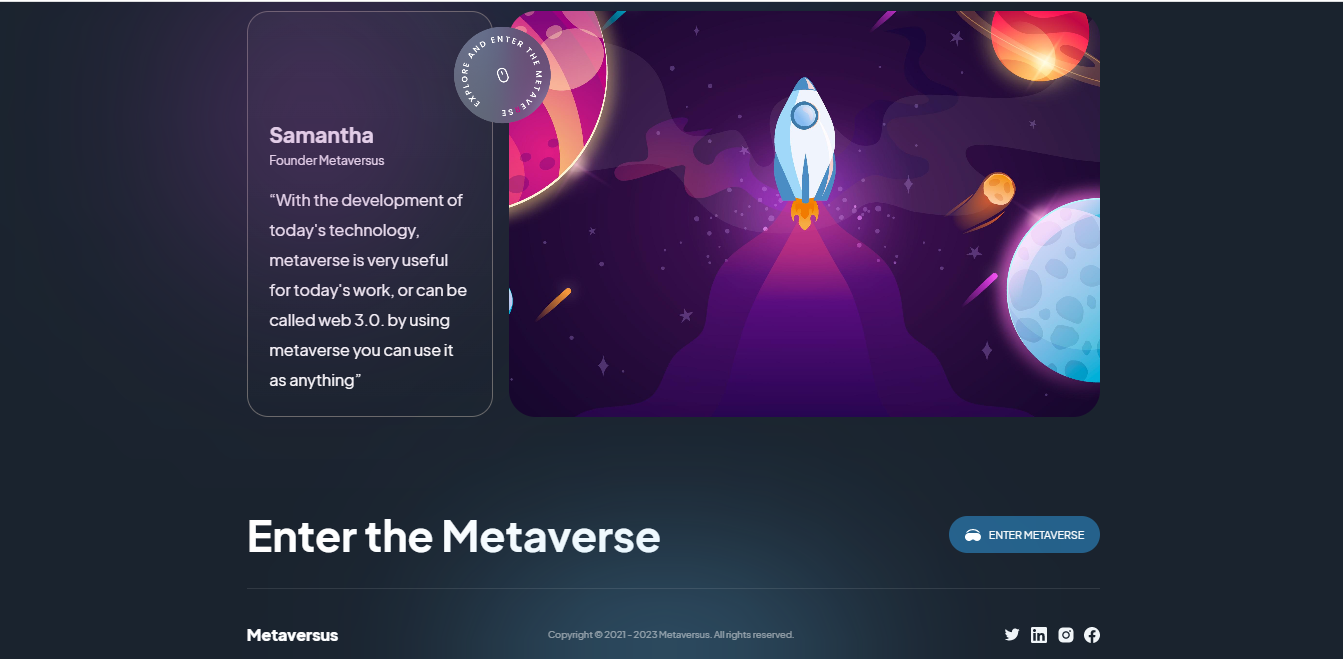 EXPLORE AND ENTER THE METAVE SE
Samantha
Founder Metaversus
“With the development of
today's technology,
metaverse is very useful
for today's work, or can be
called web 3.0. by using
metaverse you can use it
as anything”
Enter the Metaverse
ENTER METAVERSE
Metaversus
Copyright © 2021 - 2023 Metaversus. All rights reserved.